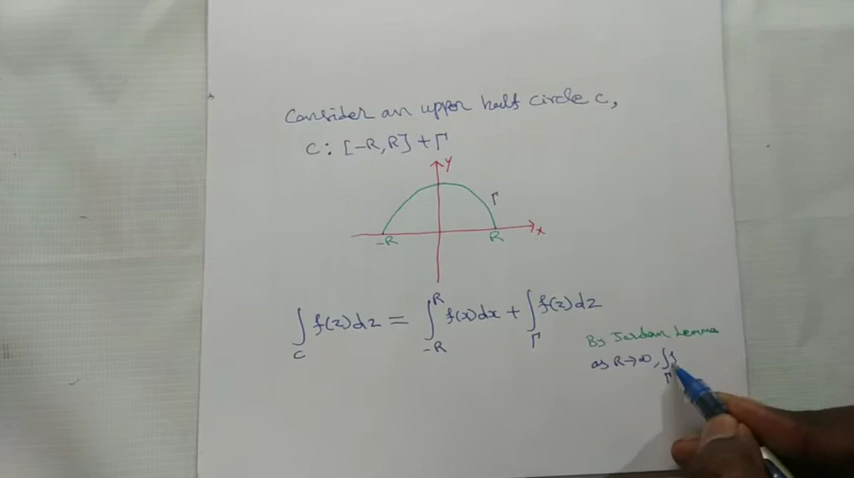 Consider an upper half circle C,
C: [-R, R] + Γ
y
Γ
-R R x
∫_C f(z)dz = ∫_{-R}^{R} f(x)dx + ∫_Γ f(z)dz
By Jordan Lemma
as R→∞, ∫_Γ f